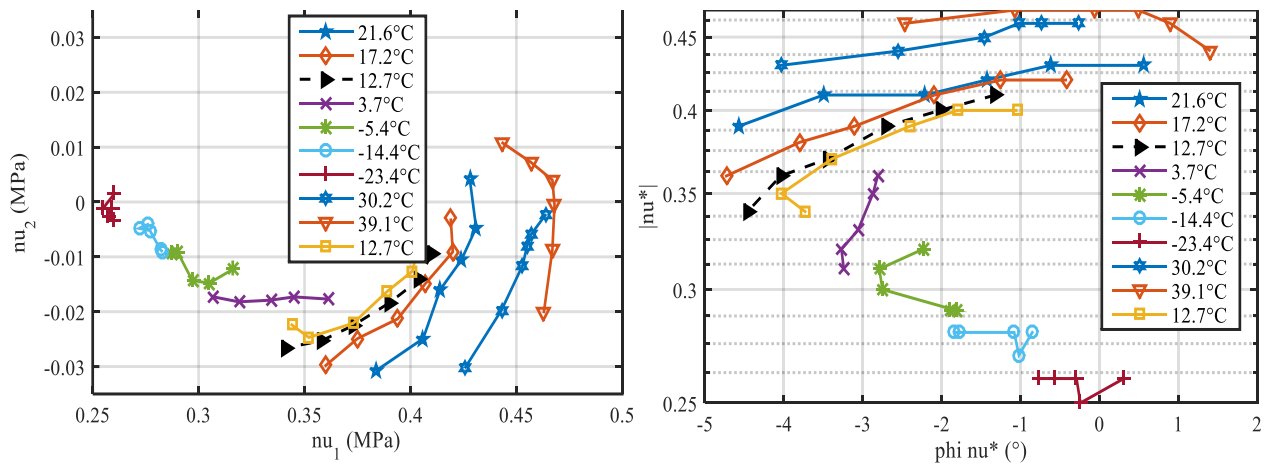 0.03
0.02
0.01
0
-0.01
-0.02
-0.03
nu2 (MPa)
0.25
0.3
0.35
0.4
0.45
0.5
nu1 (MPa)
21.6°C
17.2°C
12.7°C
3.7°C
-5.4°C
-14.4°C
-23.4°C
30.2°C
39.1°C
12.7°C
0.45
0.4
0.35
0.3
0.25
|nu*|
-5
-4
-3
-2
-1
0
1
2
phi nu* (°)
21.6°C
17.2°C
12.7°C
3.7°C
-5.4°C
-14.4°C
-23.4°C
30.2°C
39.1°C
12.7°C